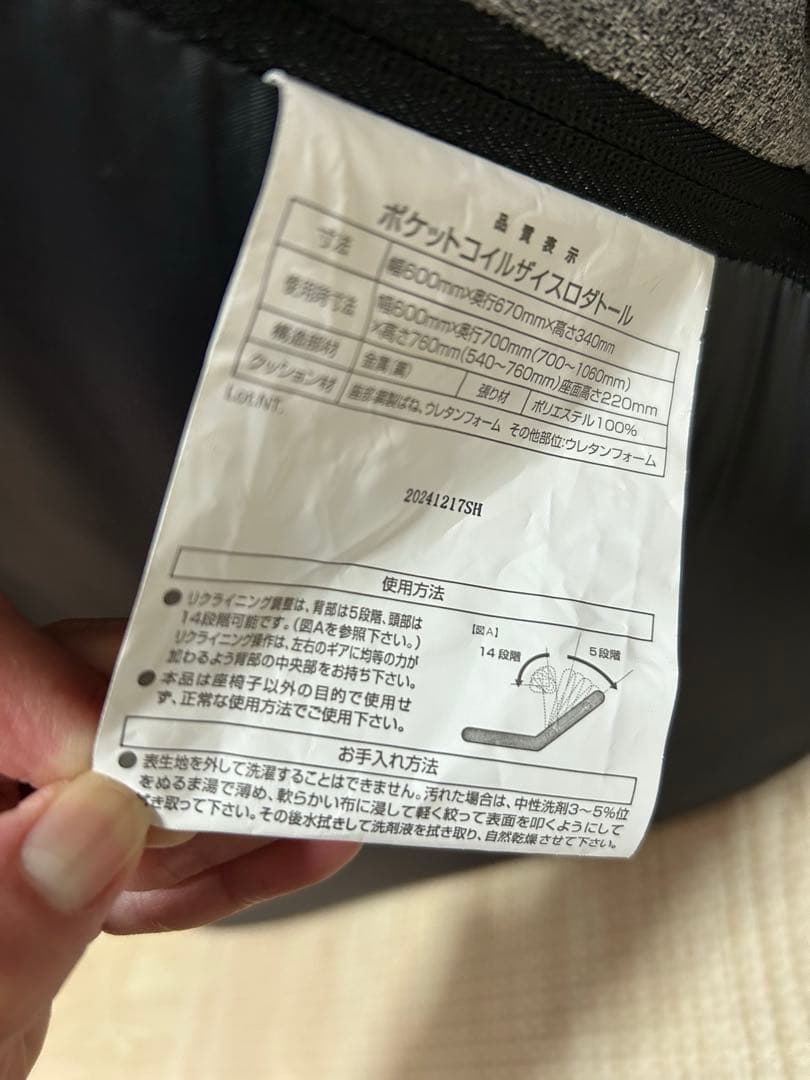 品質表示
ポケットコイルザイスロダトール
寸法 幅600mm×奥行670mm×高さ340mm
使用時寸法 幅600mm×奥行700mm(700～1060mm)
×高さ760mm(540～760mm)座面高さ220mm
構造部材 金属(裏) 張り材 ポリエステル100%
クッション材 座部:鋼製ばね、ウレタンフォーム その他部位:ウレタンフォーム
Lot.NT.
20241217SH
使用方法
●リクライニング調整は、背部は5段階、頭部は
14段階可能です。(図Aを参照下さい。)
リクライニング操作は、左右のギアに均等の力が
加わるよう背部の中央部をお持ち下さい。
●本品は座椅子以外の目的で使用せ
ず、正常な使用方法でご使用下さい。
【図A】
14段階
5段階
お手入れ方法
●表生地を外して洗濯することはできません。汚れた場合は、中性洗剤3～5%位
をぬるま湯で薄め、軟らかい布に浸して軽く絞って表面を叩くようにして
拭き取って下さい。その後水拭きして洗剤液を拭き取り、自然乾燥させて下さい。